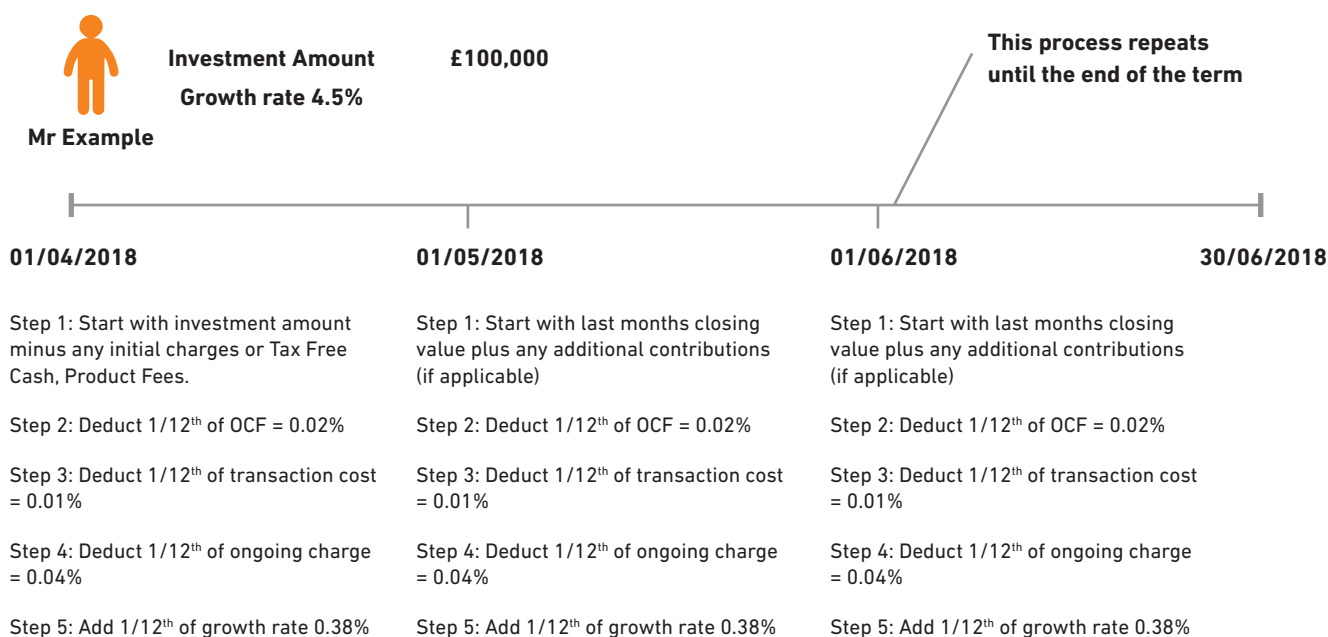 Investment Amount £100,000
Growth rate 4.5%
Mr Example
This process repeats
until the end of the term
01/04/2018
01/05/2018
01/06/2018
30/06/2018
Step 1: Start with investment amount
minus any initial charges or Tax Free
Cash, Product Fees.
Step 2: Deduct 1/12th of OCF = 0.02%
Step 3: Deduct 1/12th of transaction cost
= 0.01%
Step 4: Deduct 1/12th of ongoing charge
= 0.04%
Step 5: Add 1/12th of growth rate 0.38%
Step 1: Start with last months closing
value plus any additional contributions
(if applicable)
Step 2: Deduct 1/12th of OCF = 0.02%
Step 3: Deduct 1/12th of transaction cost
= 0.01%
Step 4: Deduct 1/12th of ongoing charge
= 0.04%
Step 5: Add 1/12th of growth rate 0.38%
Step 1: Start with last months closing
value plus any additional contributions
(if applicable)
Step 2: Deduct 1/12th of OCF = 0.02%
Step 3: Deduct 1/12th of transaction cost
= 0.01%
Step 4: Deduct 1/12th of ongoing charge
= 0.04%
Step 5: Add 1/12th of growth rate 0.38%